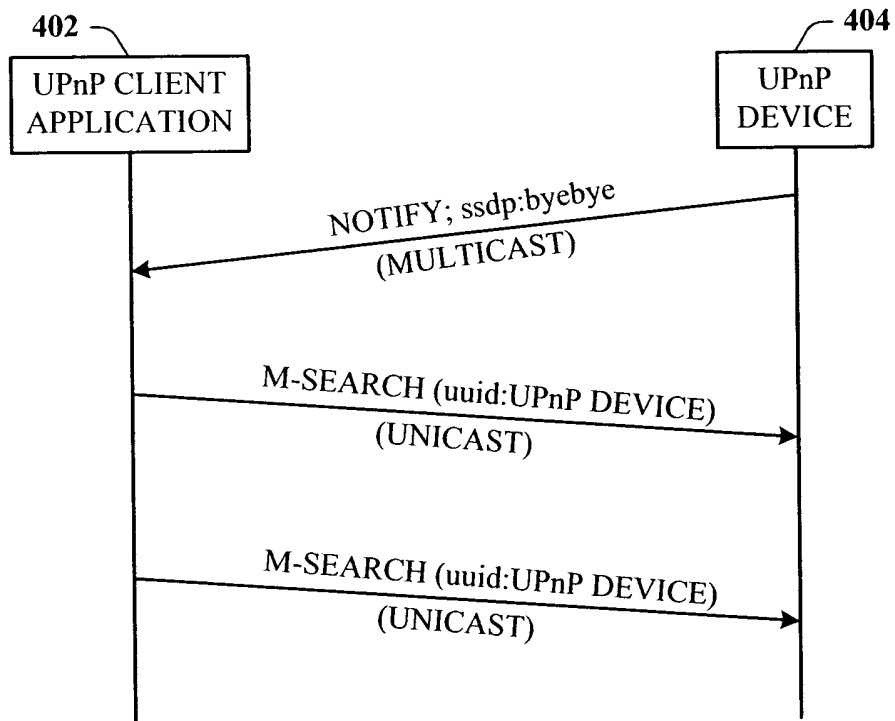 402
404
UPnP CLIENT
APPLICATION
UPnP
DEVICE
NOTIFY; ssdp:byebye
(MULTICAST)
M-SEARCH (uuid:UPnP DEVICE)
(UNICAST)
M-SEARCH (uuid:UPnP DEVICE)
(UNICAST)